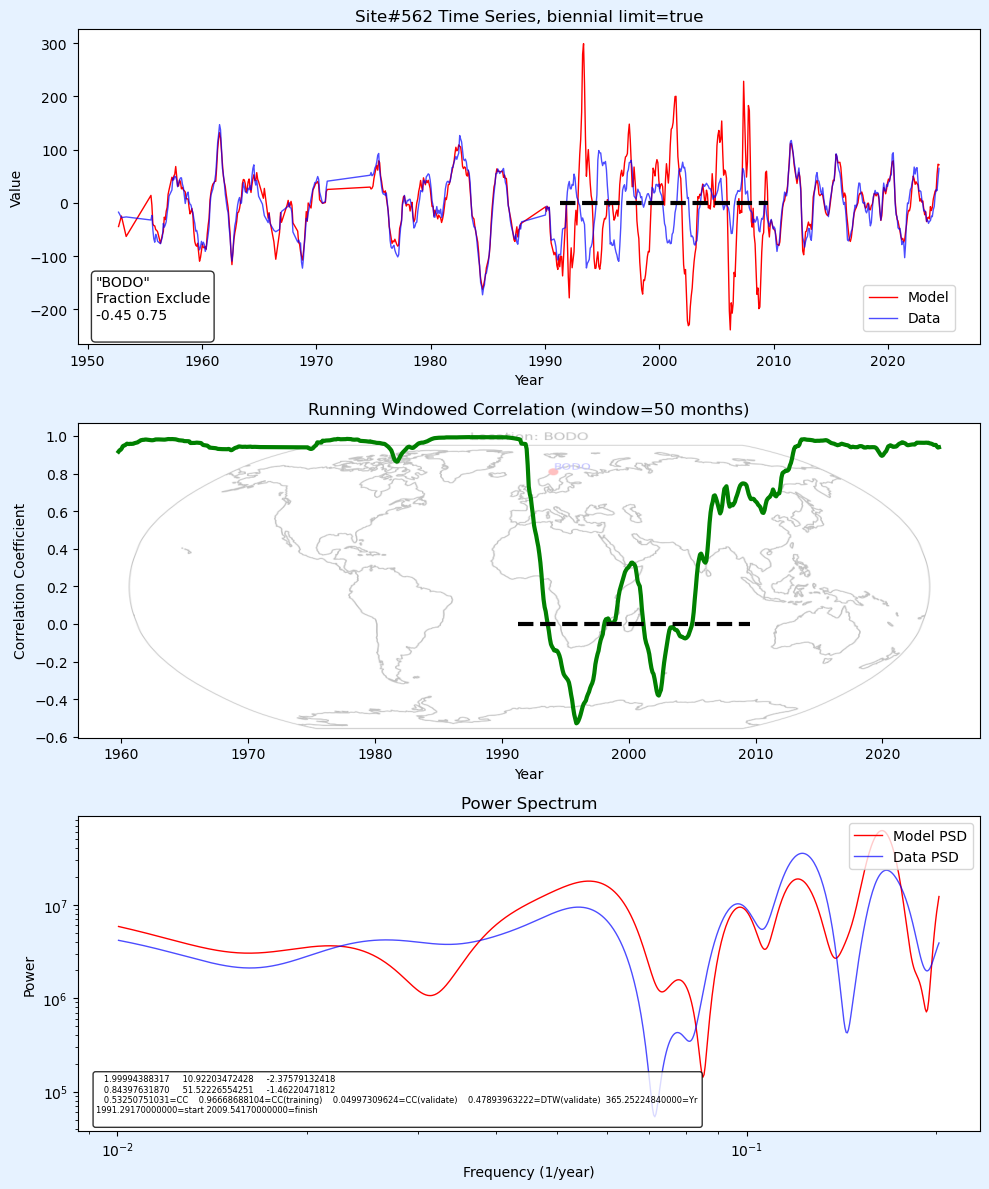 Site#562 Time Series, biennial limit=true
Value
300
200
100
0
−100
−200
"BODO"
Fraction Exclude
-0.45 0.75
Model
Data
1950 1960 1970 1980 1990 2000 2010 2020
Year
Running Windowed Correlation (window=50 months)
Correlation Coefficient
1.0
0.8
0.6
0.4
0.2
0.0
−0.2
−0.4
−0.6
BODO
BODO
1960 1970 1980 1990 2000 2010 2020
Year
Power Spectrum
Power
10⁷
10⁶
10⁵
Model PSD
Data PSD
1.99994388317 10.92203472428 -2.37579132418
0.84397631870 51.52226554251 -1.46220471812
0.53250751031=CC 0.96668688104=CC(training) 0.04997309624=CC(validate) 0.47893963222=DTW(validate) 365.25224840000=Yr
1991.29170000000=start 2009.54170000000=finish
10⁻² 10⁻¹
Frequency (1/year)